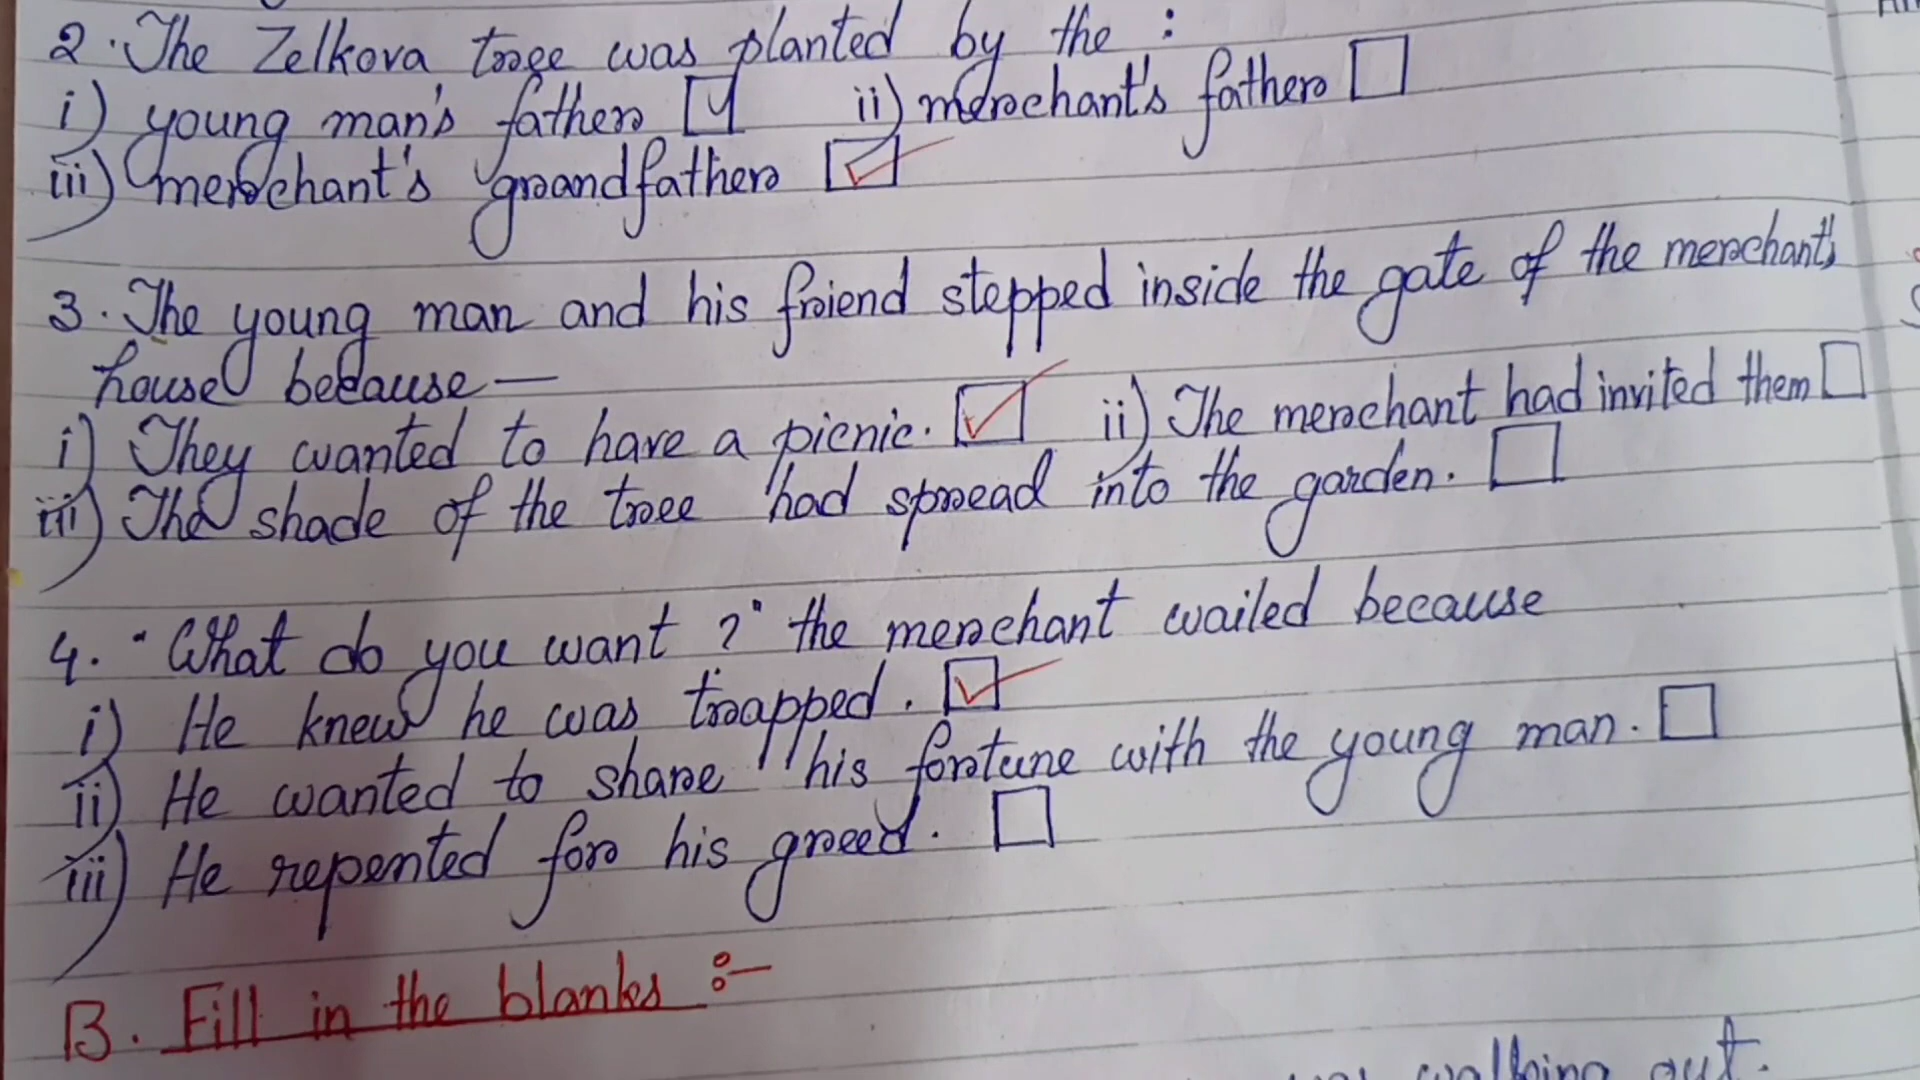 2. The Zelkova tree was planted by the :
i) young man's father ☐ ii) merchant's father ☐
iii) merchant's grandfather ☑
3. The young man and his friend stepped inside the gate of the merchant's
house because —
i) They wanted to have a picnic. ☑ ii) The merchant had invited them ☐
iii) The shade of the tree had spread into the garden. ☐
4. "What do you want ?" the merchant wailed because
i) He knew he was trapped. ☑
ii) He wanted to share his fortune with the young man. ☐
iii) He repented for his greed. ☐
B. Fill in the blanks :-
walking out.